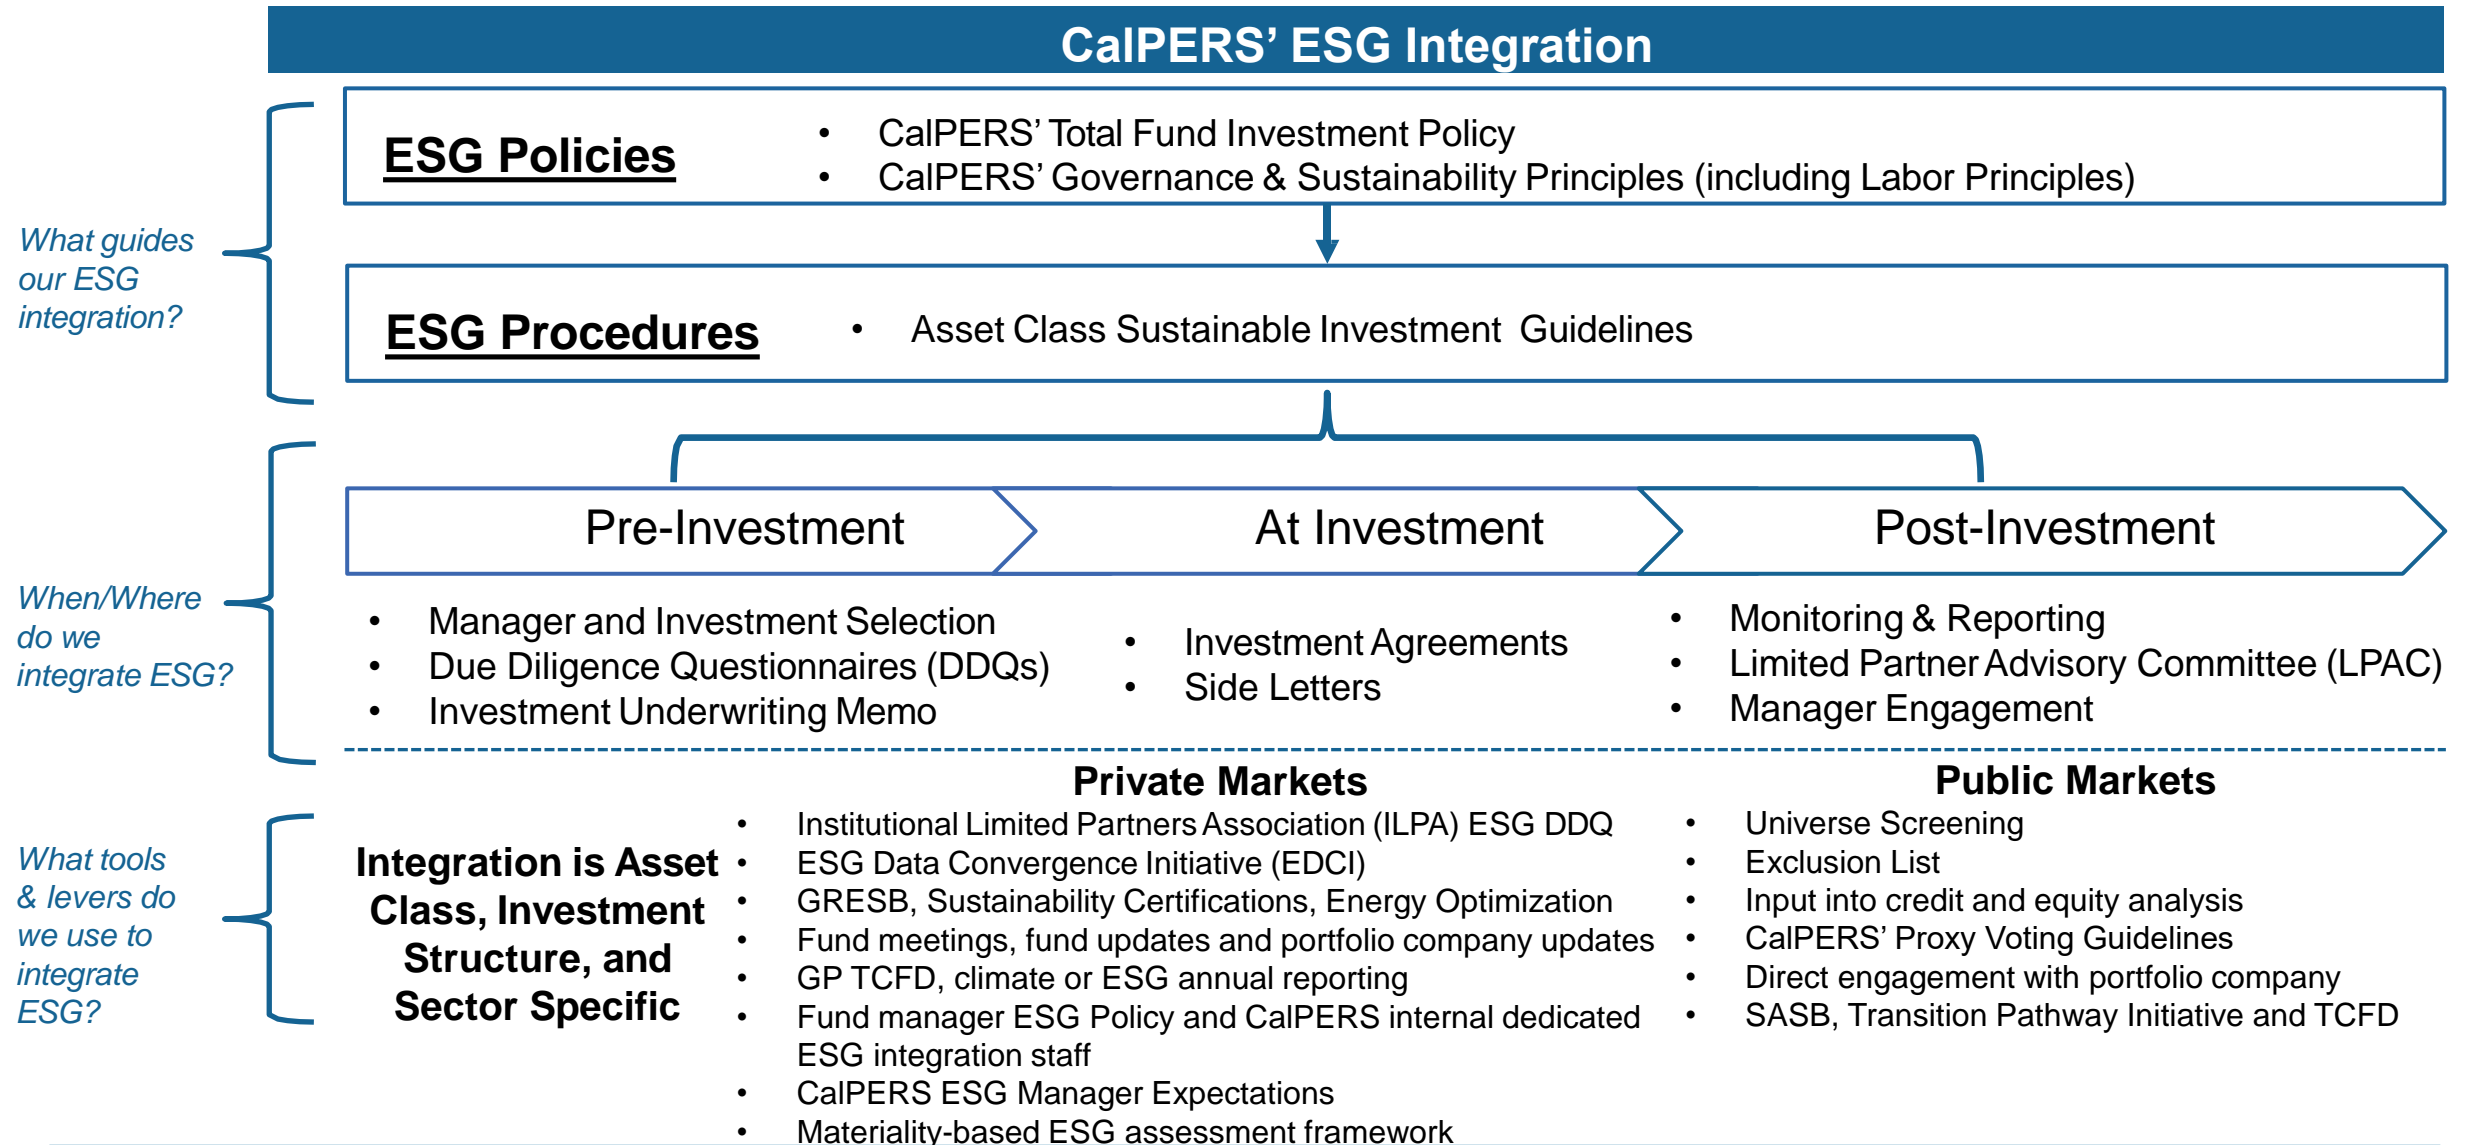 CalPERS’ ESG Integration
What guides
our ESG
integration?
ESG Policies
• CalPERS’ Total Fund Investment Policy
• CalPERS’ Governance & Sustainability Principles (including Labor Principles)
ESG Procedures
• Asset Class Sustainable Investment Guidelines
When/Where
do we
integrate ESG?
Pre-Investment
At Investment
Post-Investment
• Manager and Investment Selection
• Due Diligence Questionnaires (DDQs)
• Investment Underwriting Memo
• Investment Agreements
• Side Letters
• Monitoring & Reporting
• Limited Partner Advisory Committee (LPAC)
• Manager Engagement
What tools
& levers do
we use to
integrate
ESG?
Integration is Asset
Class, Investment
Structure, and
Sector Specific
Private Markets
• Institutional Limited Partners Association (ILPA) ESG DDQ
• ESG Data Convergence Initiative (EDCI)
• GRESB, Sustainability Certifications, Energy Optimization
• Fund meetings, fund updates and portfolio company updates
• GP TCFD, climate or ESG annual reporting
• Fund manager ESG Policy and CalPERS internal dedicated
ESG integration staff
• CalPERS ESG Manager Expectations
• Materiality-based ESG assessment framework
Public Markets
• Universe Screening
• Exclusion List
• Input into credit and equity analysis
• CalPERS’ Proxy Voting Guidelines
• Direct engagement with portfolio company
• SASB, Transition Pathway Initiative and TCFD